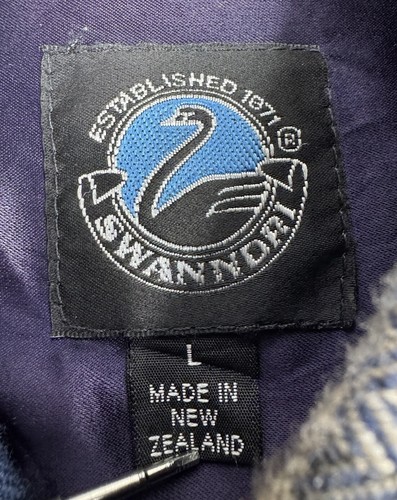 ESTABLISHED 1871 ®
SWANNDRI
L
MADE IN
NEW
ZEALAND